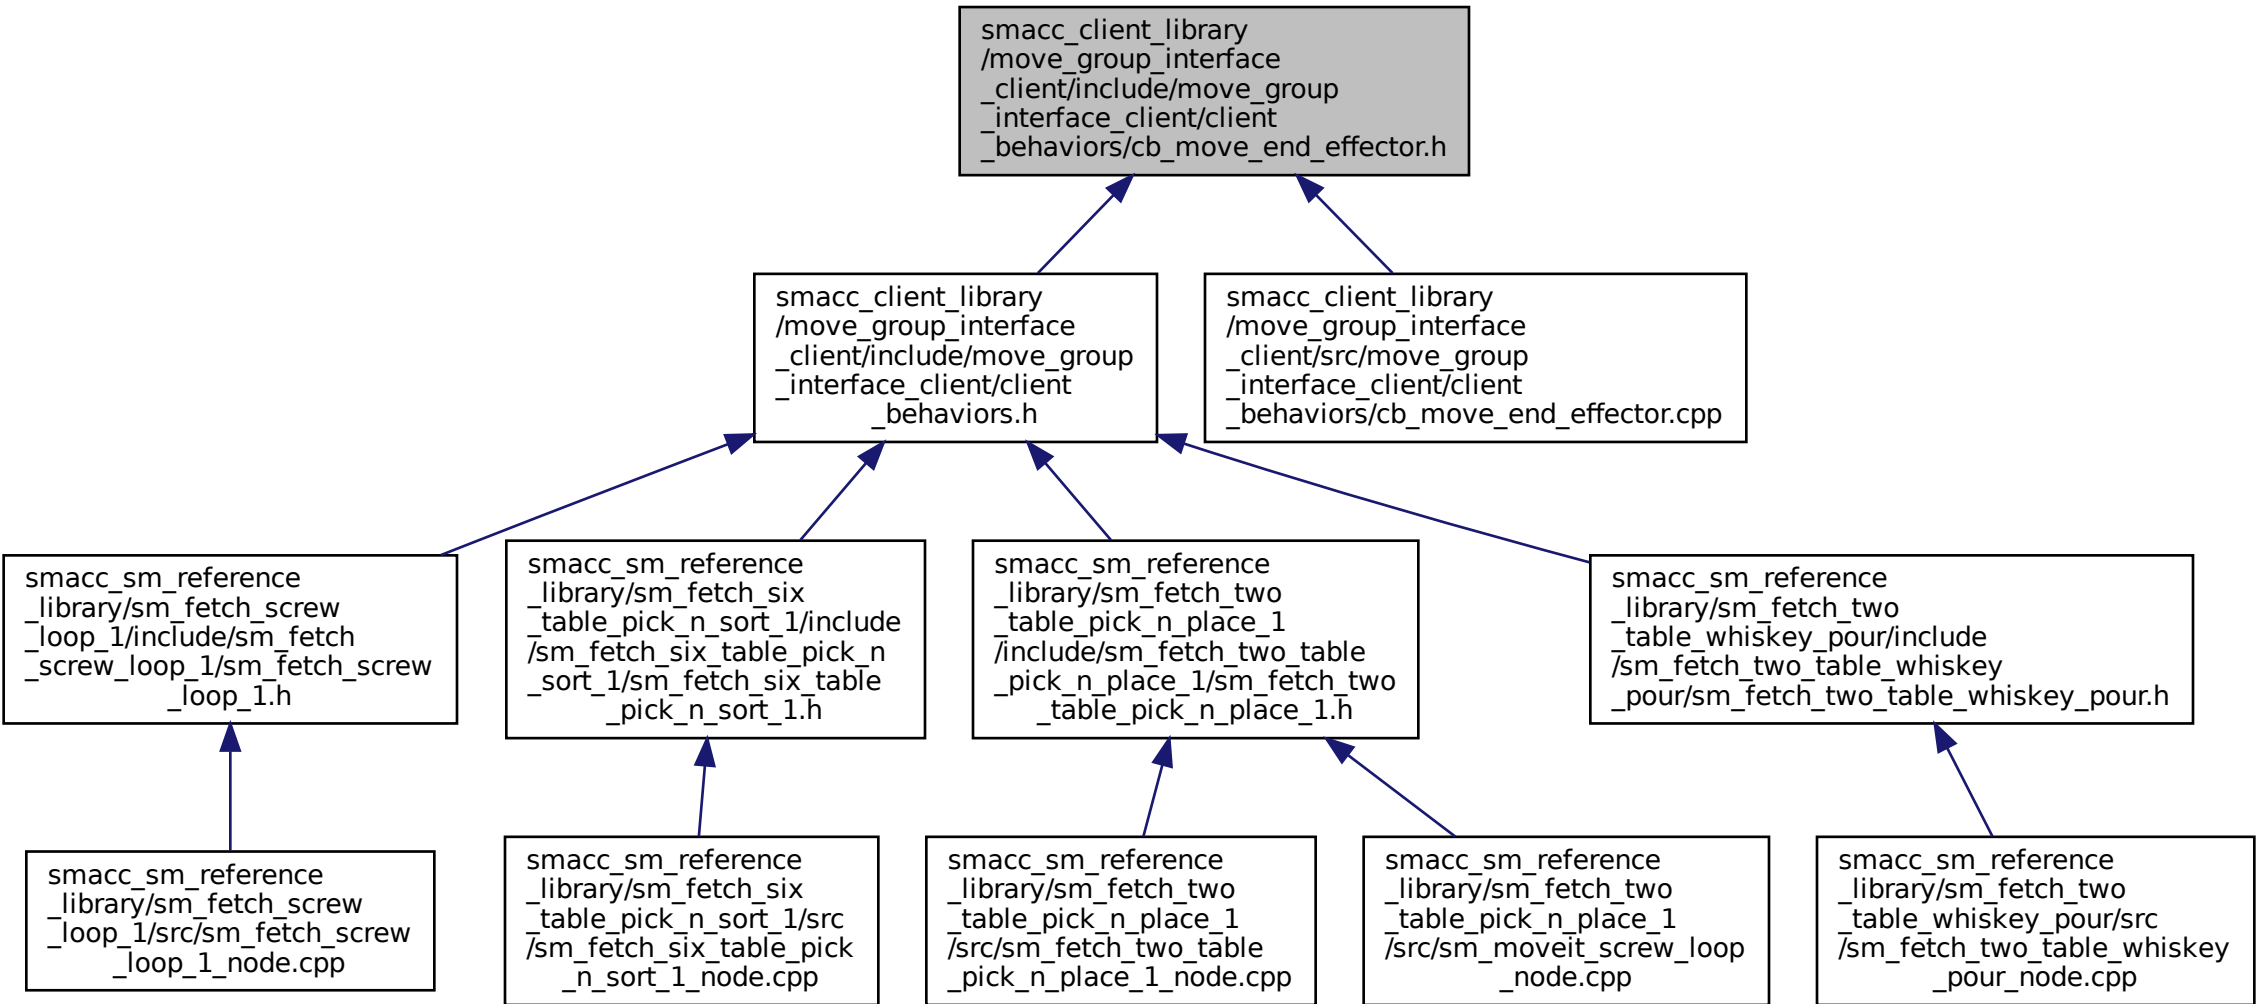 smacc_client_library
/move_group_interface
_client/include/move_group
_interface_client/client
_behaviors/cb_move_end_effector.h
smacc_client_library
/move_group_interface
_client/include/move_group
_interface_client/client
_behaviors.h
smacc_client_library
/move_group_interface
_client/src/move_group
_interface_client/client
_behaviors/cb_move_end_effector.cpp
smacc_sm_reference
_library/sm_fetch_screw
_loop_1/include/sm_fetch
_screw_loop_1/sm_fetch_screw
_loop_1.h
smacc_sm_reference
_library/sm_fetch_six
_table_pick_n_sort_1/include
/sm_fetch_six_table_pick_n
_sort_1/sm_fetch_six_table
_pick_n_sort_1.h
smacc_sm_reference
_library/sm_fetch_two
_table_pick_n_place_1
/include/sm_fetch_two_table
_pick_n_place_1/sm_fetch_two
_table_pick_n_place_1.h
smacc_sm_reference
_library/sm_fetch_two
_table_whiskey_pour/include
/sm_fetch_two_table_whiskey
_pour/sm_fetch_two_table_whiskey_pour.h
smacc_sm_reference
_library/sm_fetch_screw
_loop_1/src/sm_fetch_screw
_loop_1_node.cpp
smacc_sm_reference
_library/sm_fetch_six
_table_pick_n_sort_1/src
/sm_fetch_six_table_pick
_n_sort_1_node.cpp
smacc_sm_reference
_library/sm_fetch_two
_table_pick_n_place_1
/src/sm_fetch_two_table
_pick_n_place_1_node.cpp
smacc_sm_reference
_library/sm_fetch_two
_table_pick_n_place_1
/src/sm_moveit_screw_loop
_node.cpp
smacc_sm_reference
_library/sm_fetch_two
_table_whiskey_pour/src
/sm_fetch_two_table_whiskey
_pour_node.cpp